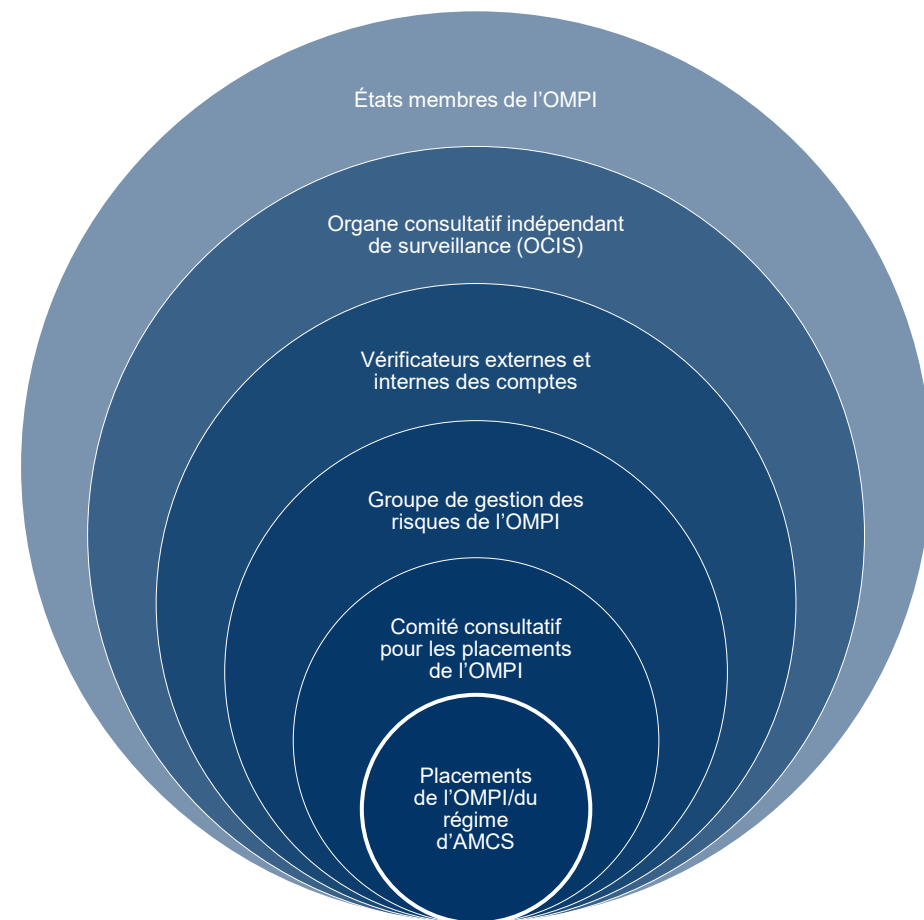 États membres de l’OMPI
Organe consultatif indépendant
de surveillance (OCIS)
Vérificateurs externes et
internes des comptes
Groupe de gestion des
risques de l’OMPI
Comité consultatif
pour les placements
de l’OMPI
Placements
de l’OMPI/du
régime
d’AMCS